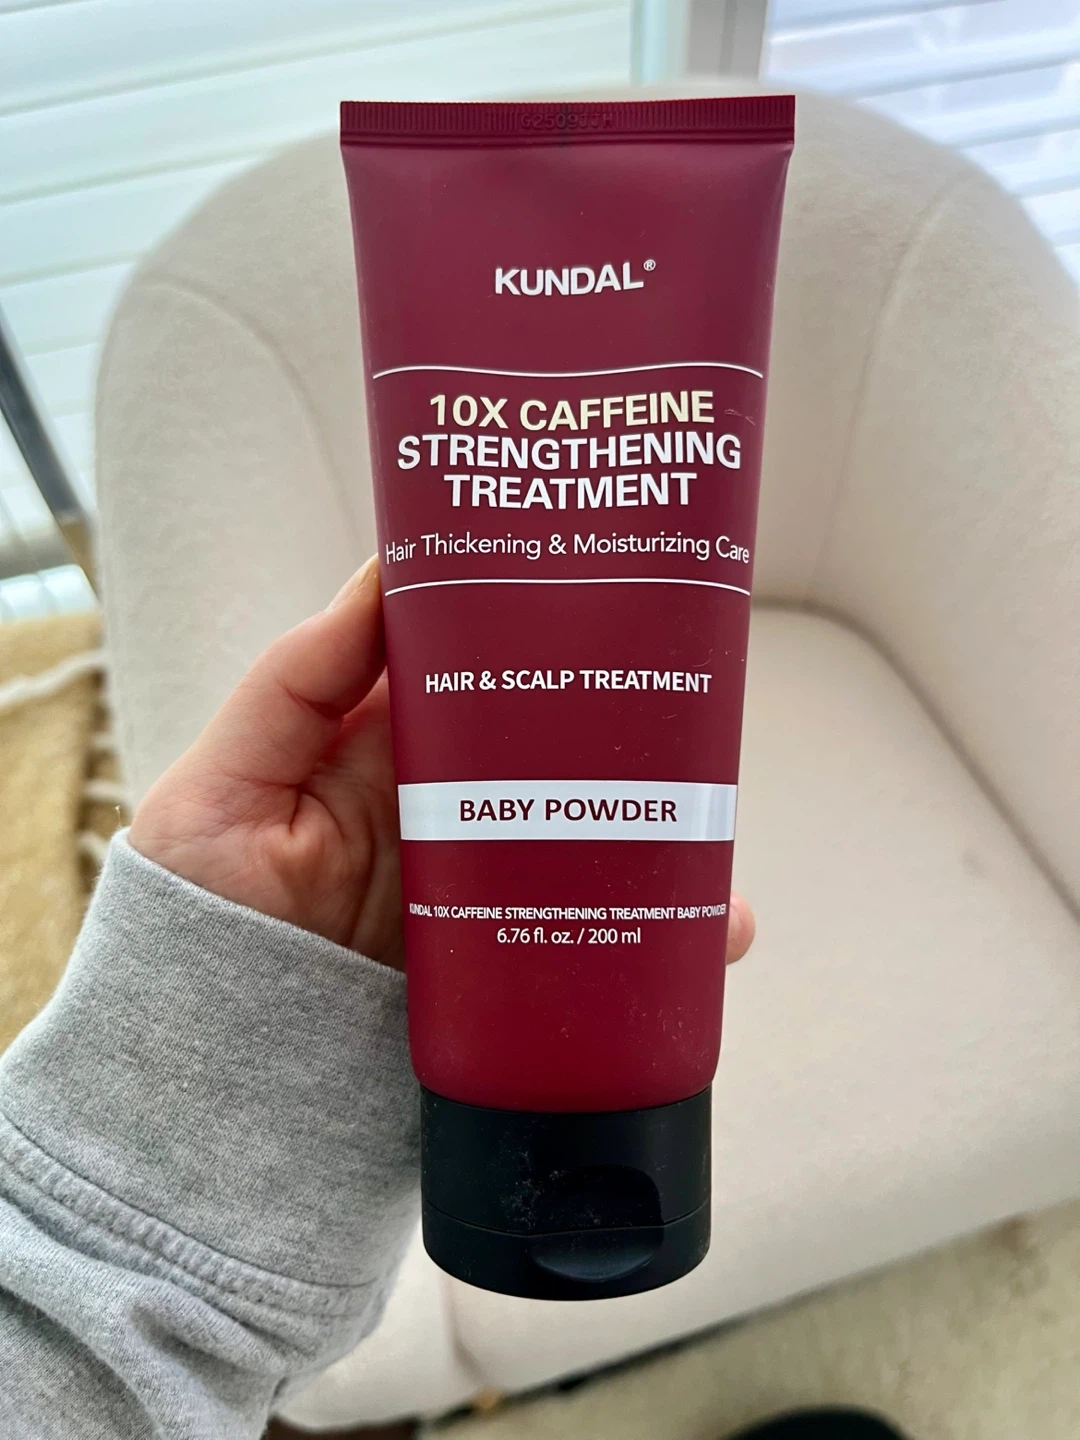 KUNDAL®
10X CAFFEINE
STRENGTHENING
TREATMENT
Hair Thickening & Moisturizing Care
HAIR & SCALP TREATMENT
BABY POWDER
KUNDAL 10X CAFFEINE STRENGTHENING TREATMENT BABY POWDER
6.76 fl. oz. / 200 ml